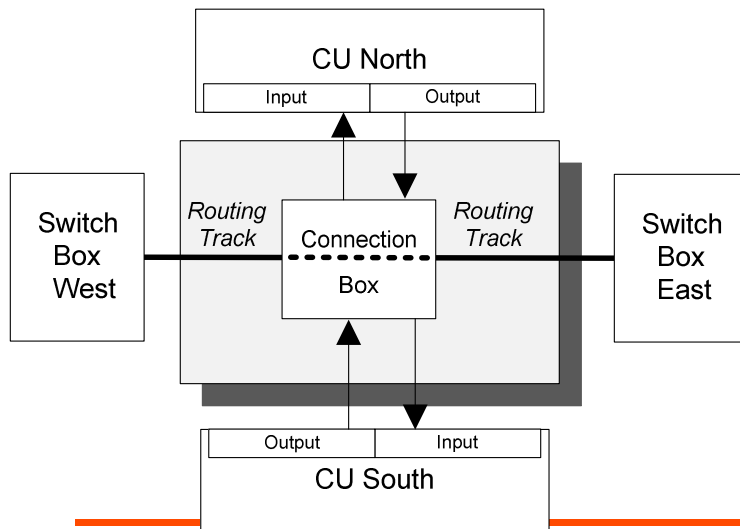 CU North
Input
Output
Switch
Box
West
Routing
Track
Connection
Box
Routing
Track
Switch
Box
East
Output
Input
CU South